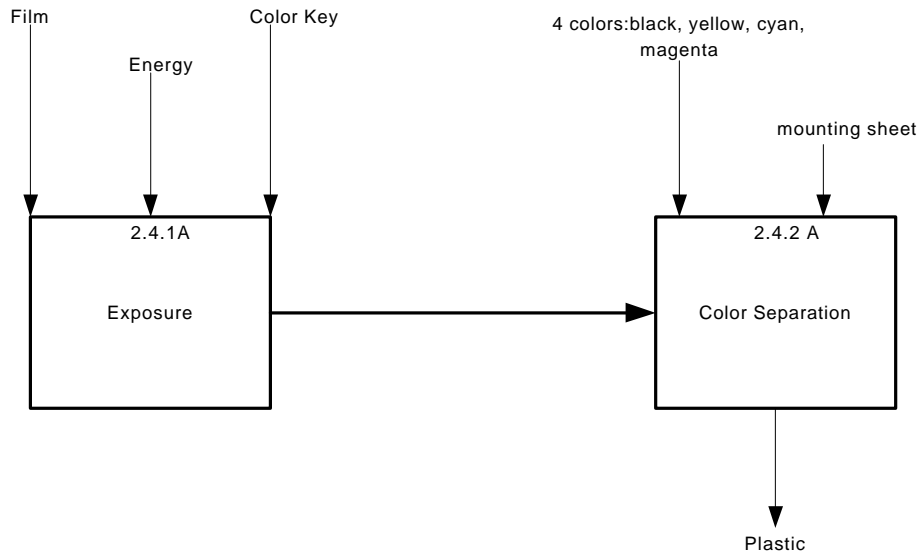 Film
Color Key
4 colors:black, yellow, cyan,
magenta
Energy
mounting sheet
2.4.1A
Exposure
2.4.2 A
Color Separation
Plastic